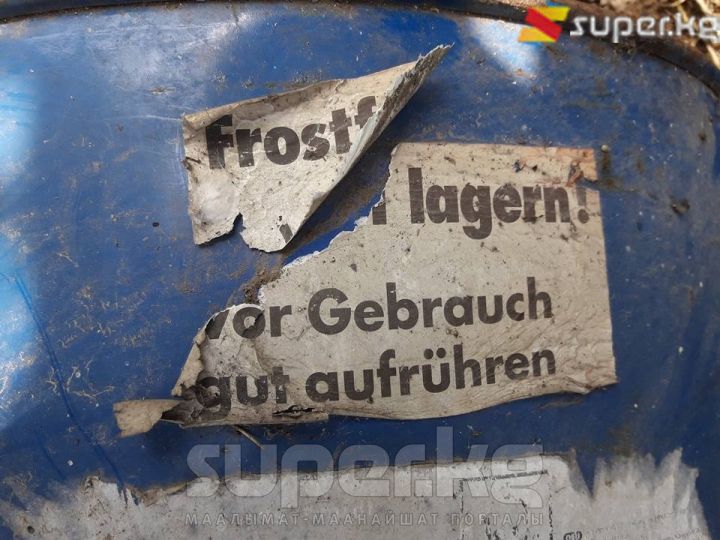 super.kg
Frostf
lagern!
vor Gebrauch
gut aufrühren
super.kg
МААЛЫМАТ-МААНАЙШАТ ПОРТАЛЫ